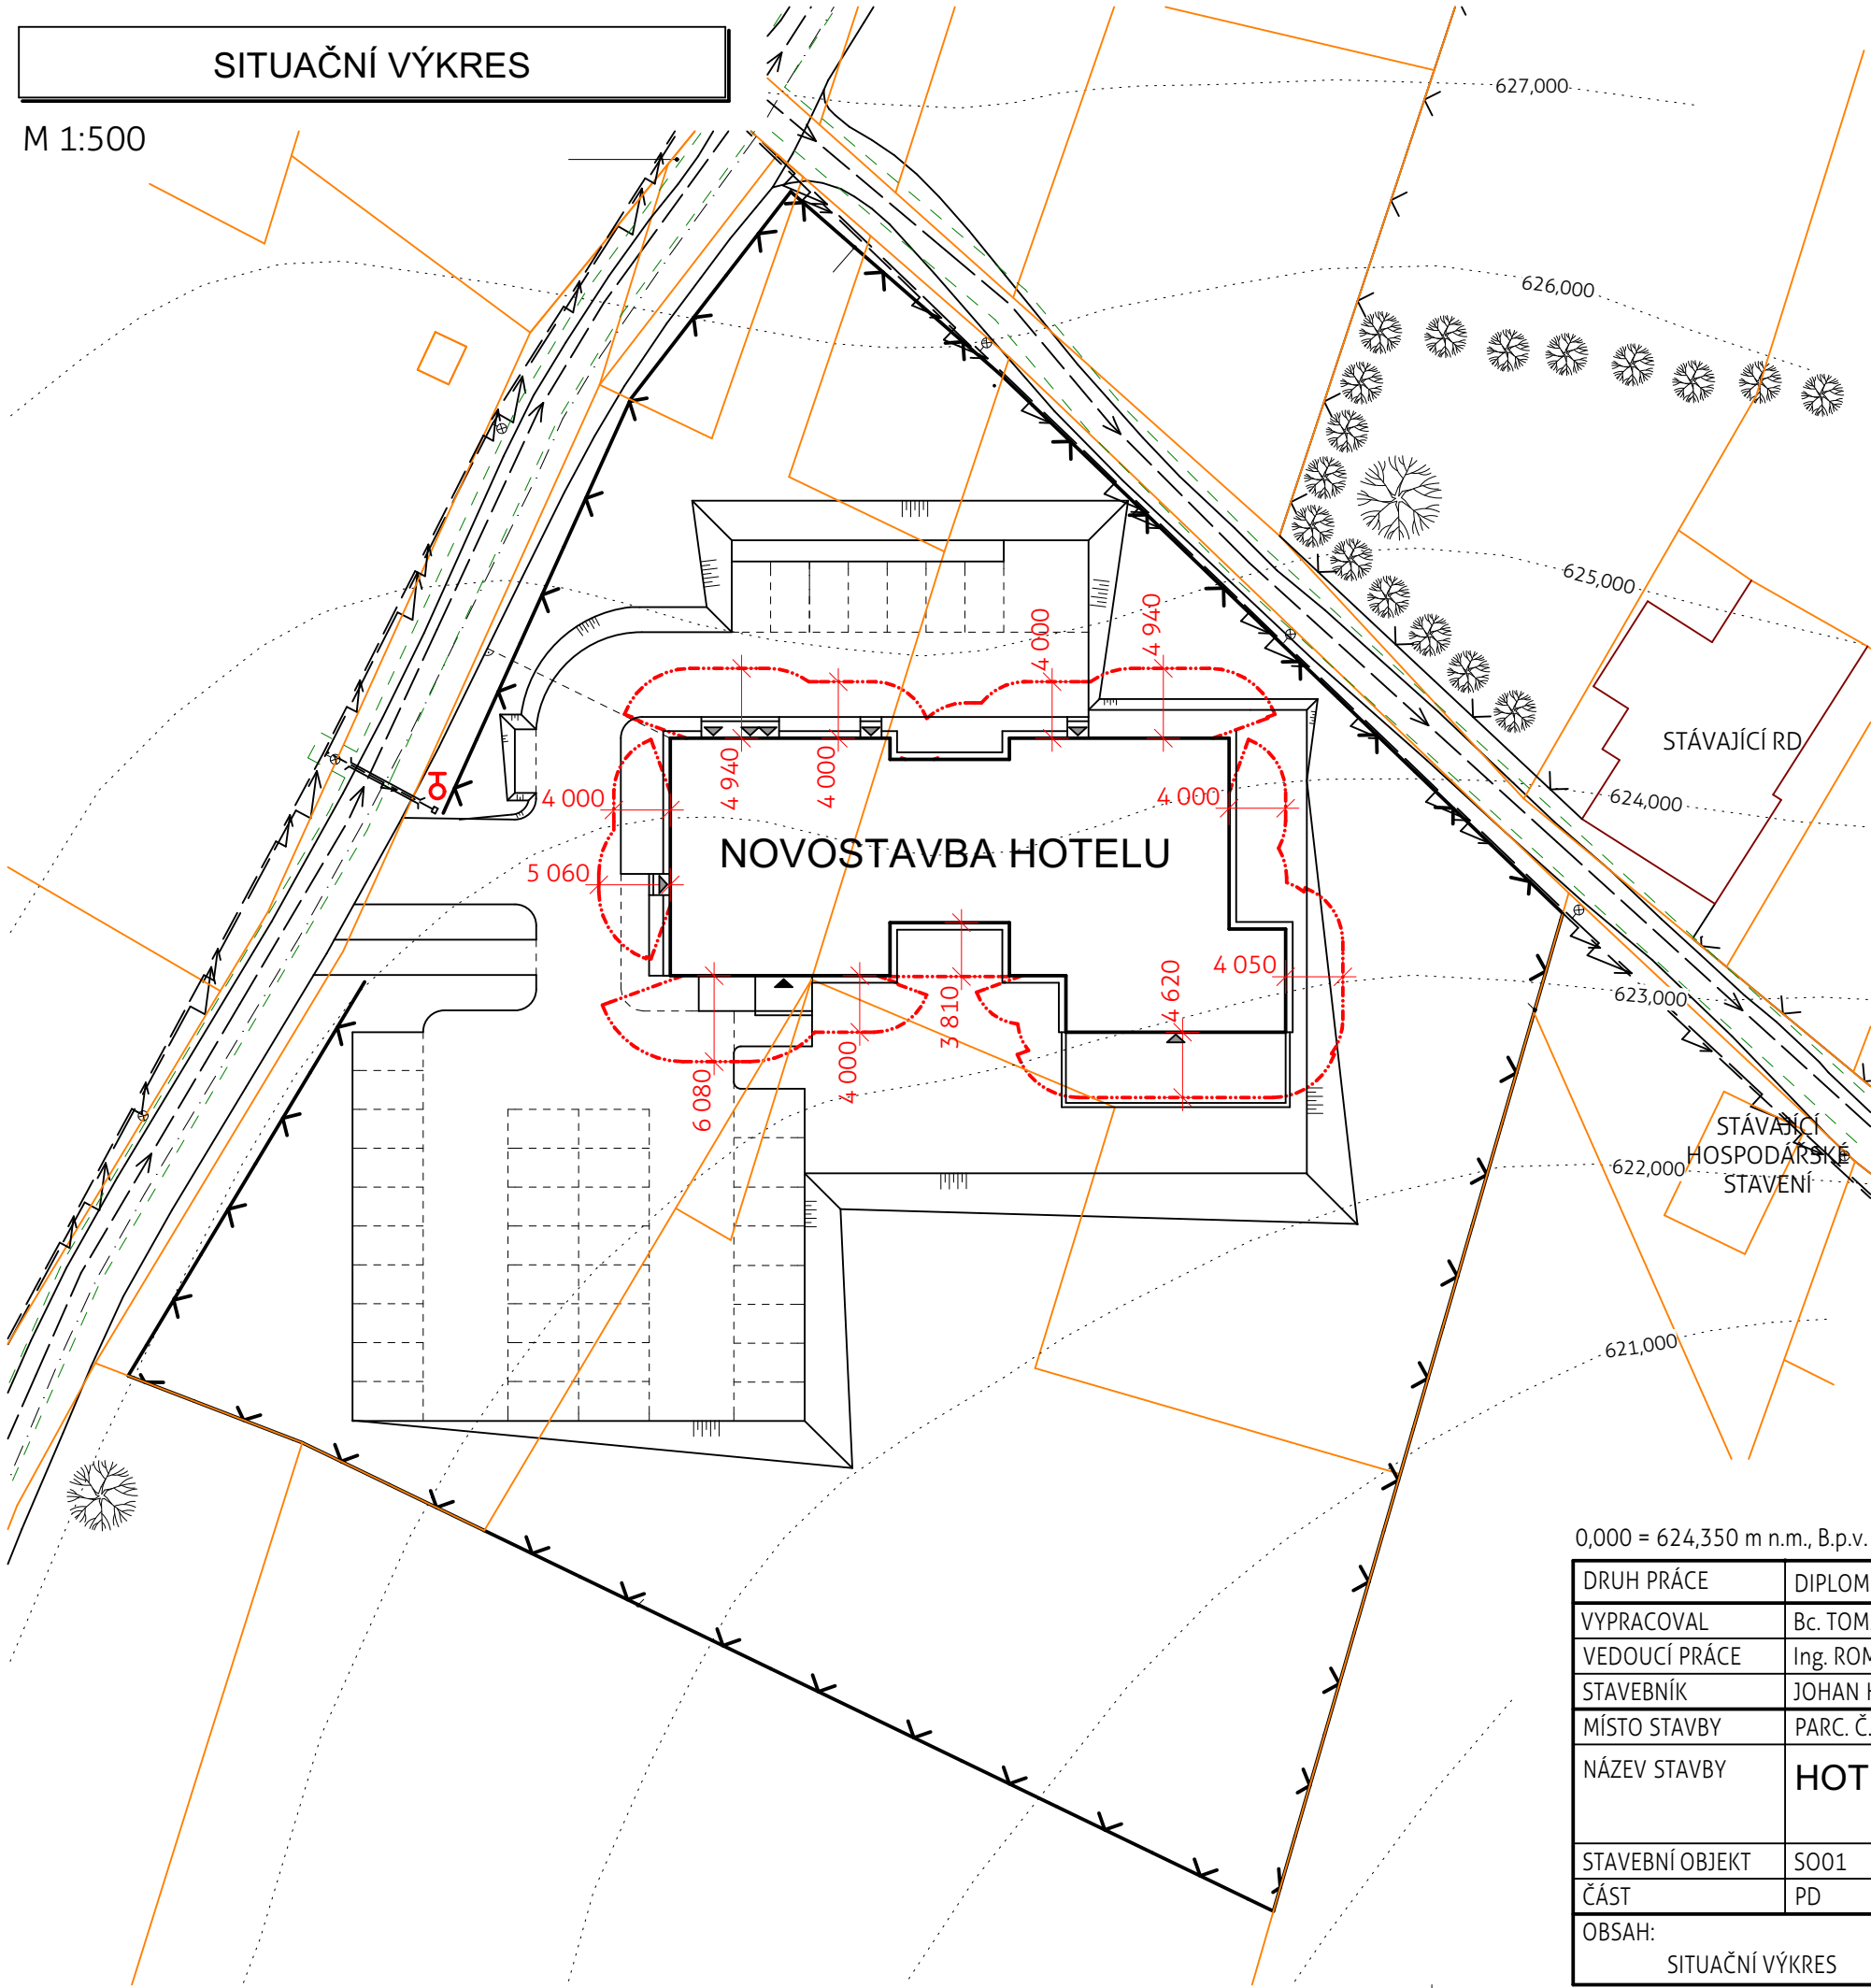 SITUAČNÍ VÝKRES
M 1:500
627,000
626,000
625,000
4 000
4 940
STÁVAJÍCÍ RD
4 940
4 000
4 000
4 000
624,000
NOVOSTAVBA HOTELU
5 060
4 050
4 620
3 810
623,000
6 080
4 000
STÁVAJÍCÍ
HOSPODÁŘSKÉ
STAVENÍ
622,000
621,000
0,000 = 624,350 m n.m., B.p.v.
DRUH PRÁCE DIPLOM
VYPRACOVAL Bc. TOM
VEDOUCÍ PRÁCE Ing. ROM
STAVEBNÍK JOHAN
MÍSTO STAVBY PARC. Č.
NÁZEV STAVBY HOT
STAVEBNÍ OBJEKT SO01
ČÁST PD
OBSAH:
SITUAČNÍ VÝKRES